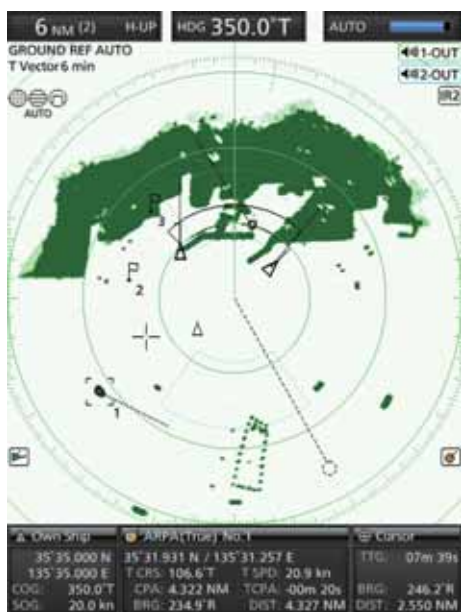 6 NM (2) H-UP HDG 350.0°T AUTO
GROUND REF AUTO
T Vector 6 min
1-OUT
2-OUT
IR2
AUTO
3
2
6
1
Own Ship
35°35.000 N
135°35.000 E
COG: 350.0°T
SOG: 20.0 kn
ARPA(True) No.1
35°31.931 N / 135°31.257 E
T CRS: 106.6°T T SPD: 20.9 kn
CPA: 4.322 NM TCPA: -00m 20s
BRG: 234.9°T DIST: 4.327 NM
Cursor
TTG: 07m 39s
BRG: 246.2°R
DIST: 2.550 NM